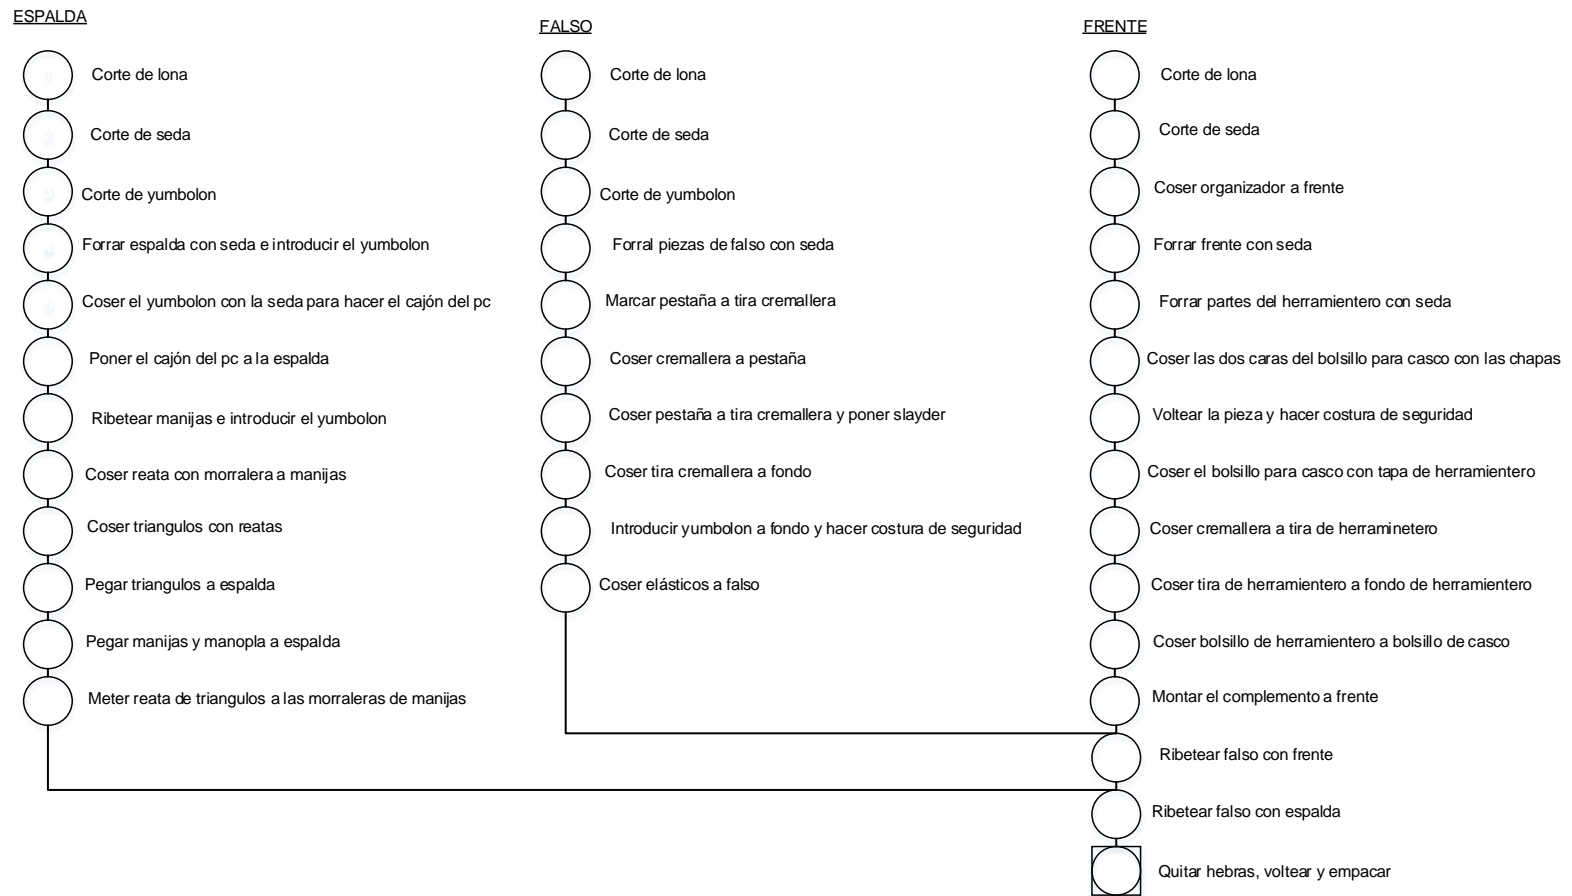 ESPALDA
Corte de lona
Corte de seda
Corte de yumbolon
Forrar espalda con seda e introducir el yumbolon
Coser el yumbolon con la seda para hacer el cajón del pc
Poner el cajón del pc a la espalda
Ribetear manijas e introducir el yumbolon
Coser reata con morralera a manijas
Coser triangulos con reatas
Pegar triangulos a espalda
Pegar manijas y manopla a espalda
Meter reata de triangulos a las morraleras de manijas
FALSO
Corte de lona
Corte de seda
Corte de yumbolon
Forral piezas de falso con seda
Marcar pestaña a tira cremallera
Coser cremallera a pestaña
Coser pestaña a tira cremallera y poner slayder
Coser tira cremallera a fondo
Introducir yumbolon a fondo y hacer costura de seguridad
Coser elásticos a falso
FRENTE
Corte de lona
Corte de seda
Coser organizador a frente
Forrar frente con seda
Forrar partes del herramientero con seda
Coser las dos caras del bolsillo para casco con las chapas
Voltear la pieza y hacer costura de seguridad
Coser el bolsillo para casco con tapa de herramientero
Coser cremallera a tira de herraminetero
Coser tira de herramientero a fondo de herramientero
Coser bolsillo de herramientero a bolsillo de casco
Montar el complemento a frente
Ribetear falso con frente
Ribetear falso con espalda
Quitar hebras, voltear y empacar